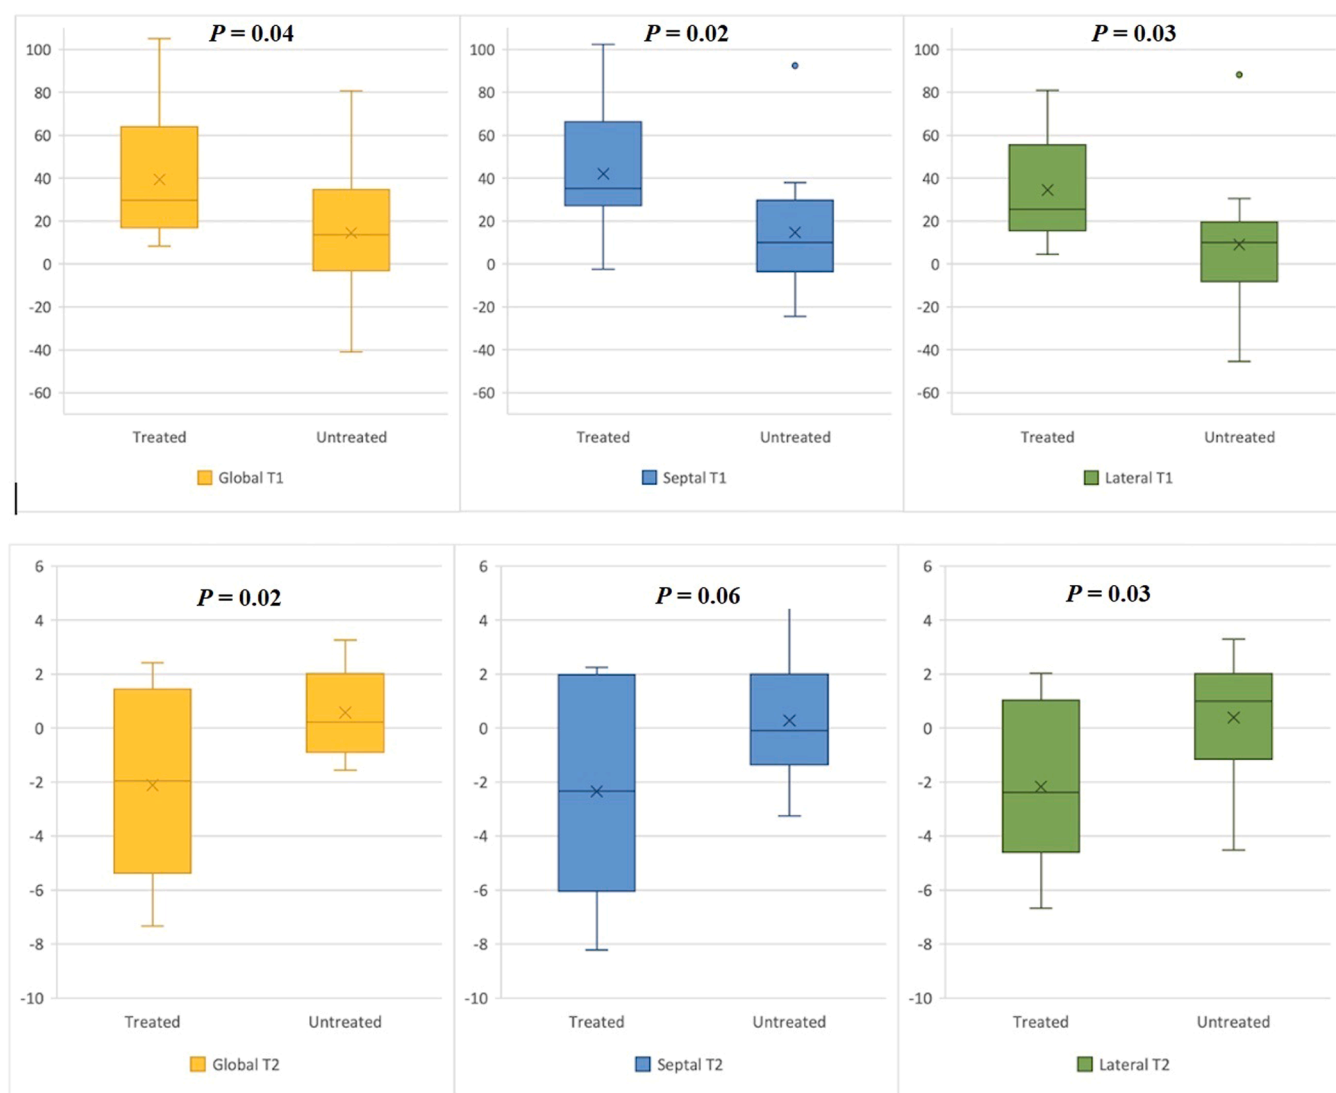 P = 0.04
P = 0.02
P = 0.03
100
80
60
40
20
0
-20
-40
-60
Treated
Untreated
Global T1
100
80
60
40
20
0
-20
-40
-60
Treated
Untreated
Septal T1
100
80
60
40
20
0
-20
-40
-60
Treated
Untreated
Lateral T1
P = 0.02
P = 0.06
P = 0.03
6
4
2
0
-2
-4
-6
-8
-10
Treated
Untreated
Global T2
6
4
2
0
-2
-4
-6
-8
-10
Treated
Untreated
Septal T2
6
4
2
0
-2
-4
-6
-8
-10
Treated
Untreated
Lateral T2